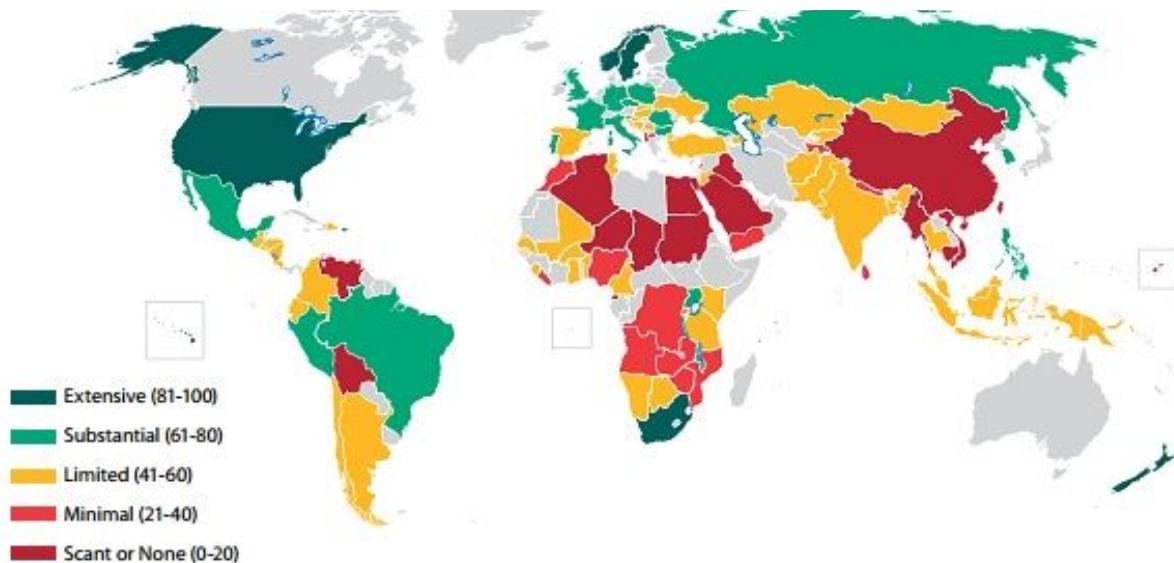 Extensive (81-100)
Substantial (61-80)
Limited (41-60)
Minimal (21-40)
Scant or None (0-20)